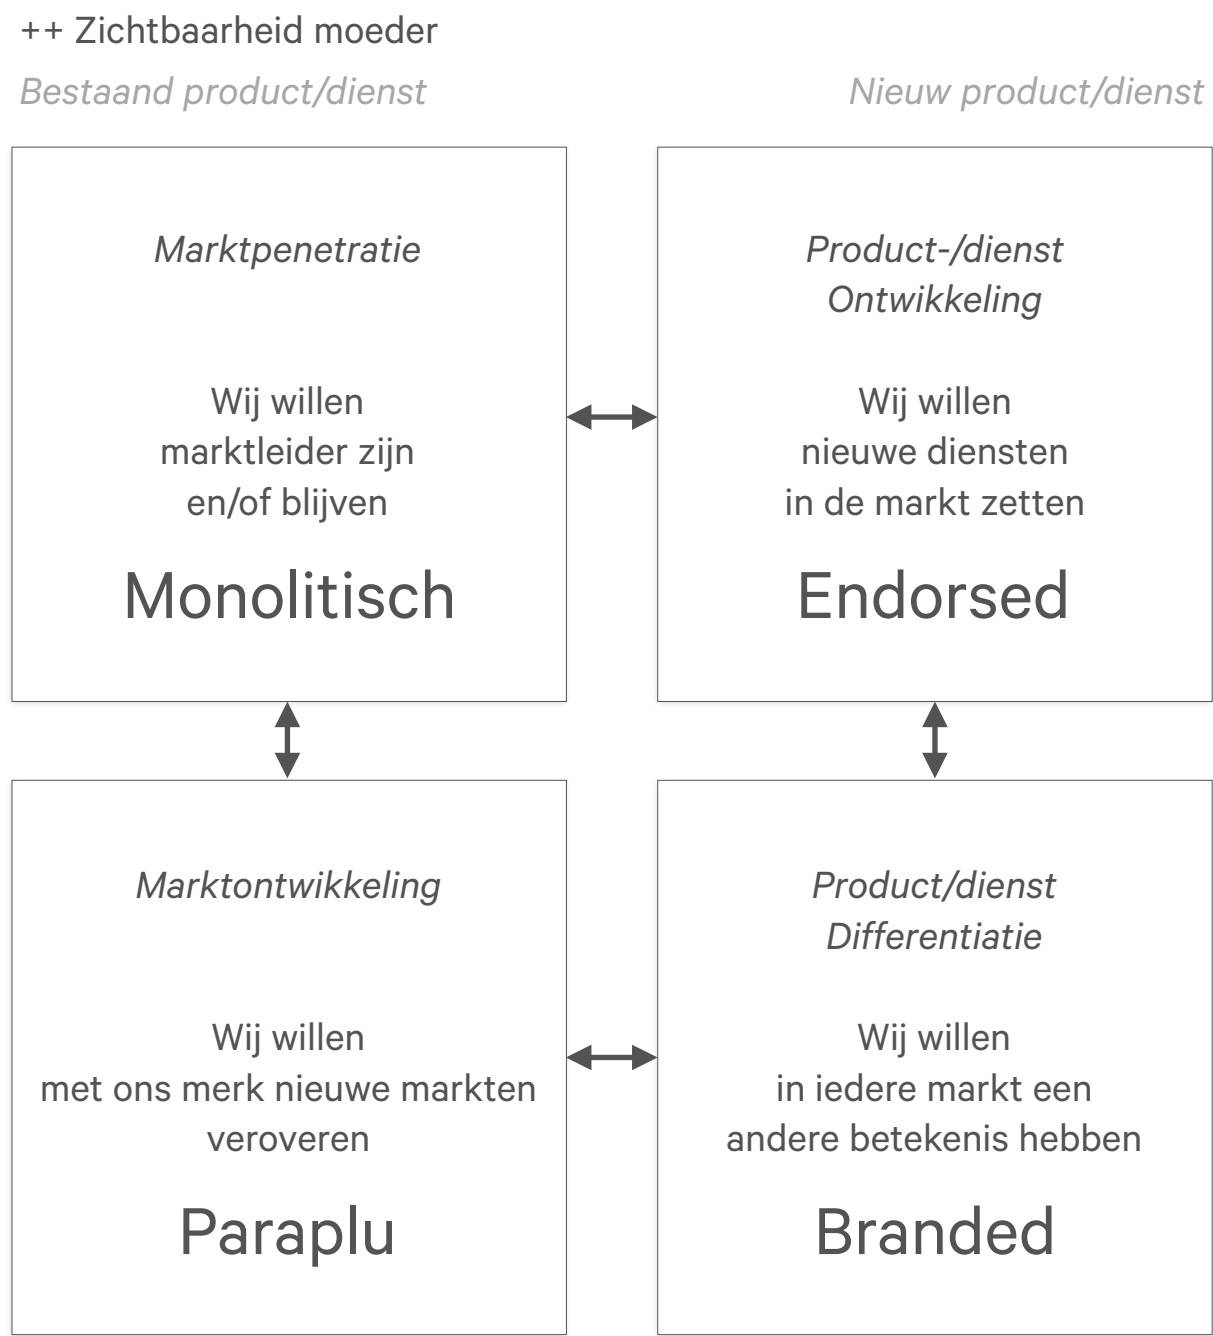 ++ Zichtbaarheid moeder
Bestaand product/dienst
Nieuw product/dienst
Marktpenetratie
Wij willen
marktleider zijn
en/of blijven
Monolitisch
Product-/dienst
Ontwikkeling
Wij willen
nieuwe diensten
in de markt zetten
Endorsed
Marktontwikkeling
Wij willen
met ons merk nieuwe markten
veroveren
Paraplu
Product/dienst
Differentiatie
Wij willen
in iedere markt een
andere betekenis hebben
Branded